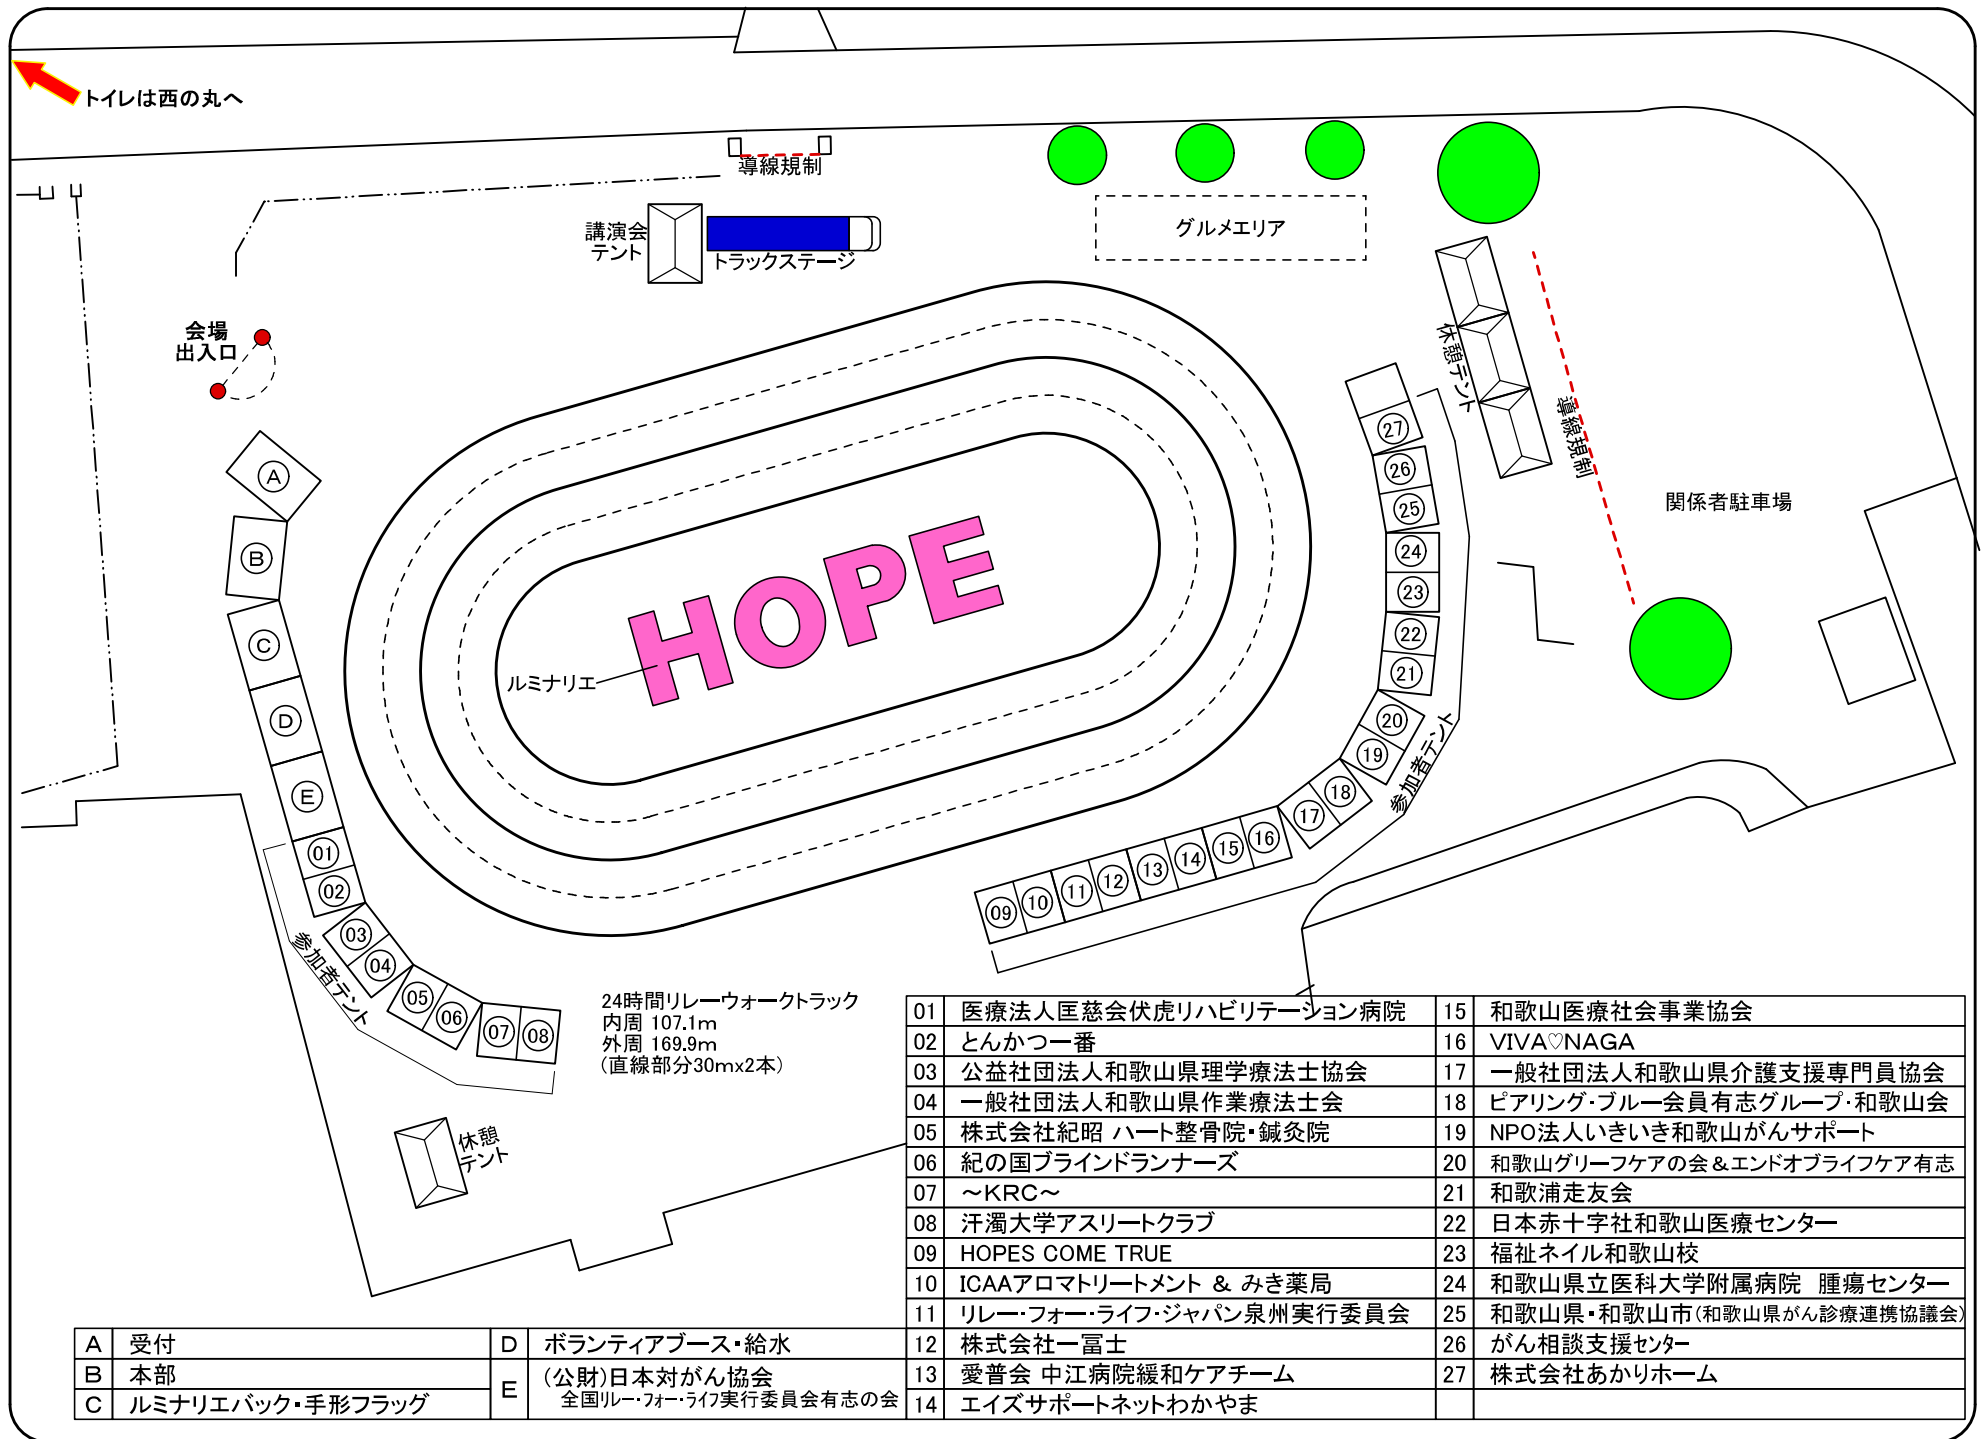 トイレは西の丸へ
導線規制
講演会
テント
トラックステージ
グルメエリア
会場
出入口
休憩テント
導線規制
関係者駐車場
A
B
C
D
E
01
02
03
04
05
06
07
08
参加者テント
HOPE
ルミナリエ
27
26
25
24
23
22
21
20
19
18
17
16
15
14
13
12
11
10
09
参加者テント
24時間リレーウォークトラック
内周 107.1m
外周 169.9m
(直線部分30mx2本)
休憩
テント
01 医療法人匡慈会伏虎リハビリテーション病院
02 とんかつ一番
03 公益社団法人和歌山県理学療法士協会
04 一般社団法人和歌山県作業療法士会
05 株式会社紀昭 ハート整骨院・鍼灸院
06 紀の国ブラインドランナーズ
07 ～KRC～
08 汗濁大学アスリートクラブ
09 HOPES COME TRUE
10 ICAAアロマトリートメント & みき薬局
11 リレー・フォー・ライフ・ジャパン泉州実行委員会
12 株式会社一冨士
13 愛普会 中江病院緩和ケアチーム
14 エイズサポートネットわかやま
15 和歌山医療社会事業協会
16 VIVA♡NAGA
17 一般社団法人和歌山県介護支援専門員協会
18 ピアリング・ブルー会員有志グループ・和歌山会
19 NPO法人いきいき和歌山がんサポート
20 和歌山グリーフケアの会&エンドオブライフケア有志
21 和歌浦走友会
22 日本赤十字社和歌山医療センター
23 福祉ネイル和歌山校
24 和歌山県立医科大学附属病院 腫瘍センター
25 和歌山県・和歌山市(和歌山県がん診療連携協議会)
26 がん相談支援センター
27 株式会社あかりホーム
A 受付
B 本部
C ルミナリエバック・手形フラッグ
D ボランティアブース・給水
E (公財)日本対がん協会
全国リレー・フォー・ライフ実行委員会有志の会